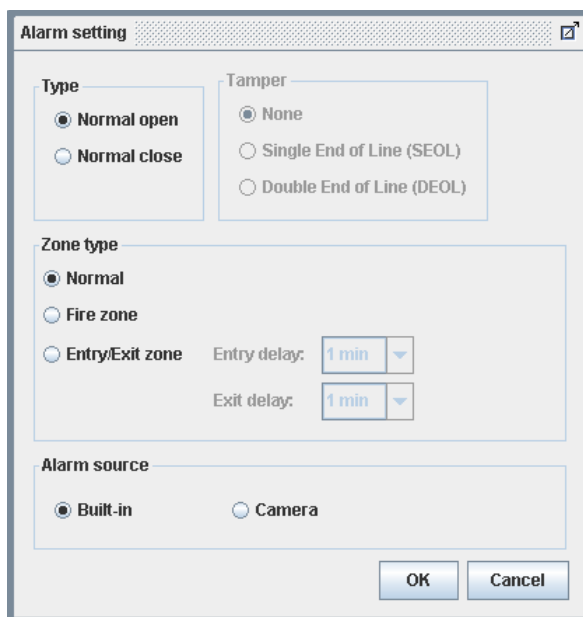 Alarm setting
Type
Normal open
Normal close
Tamper
None
Single End of Line (SEOL)
Double End of Line (DEOL)
Zone type
Normal
Fire zone
Entry/Exit zone Entry delay: 1 min
Exit delay: 1 min
Alarm source
Built-in Camera
OK Cancel